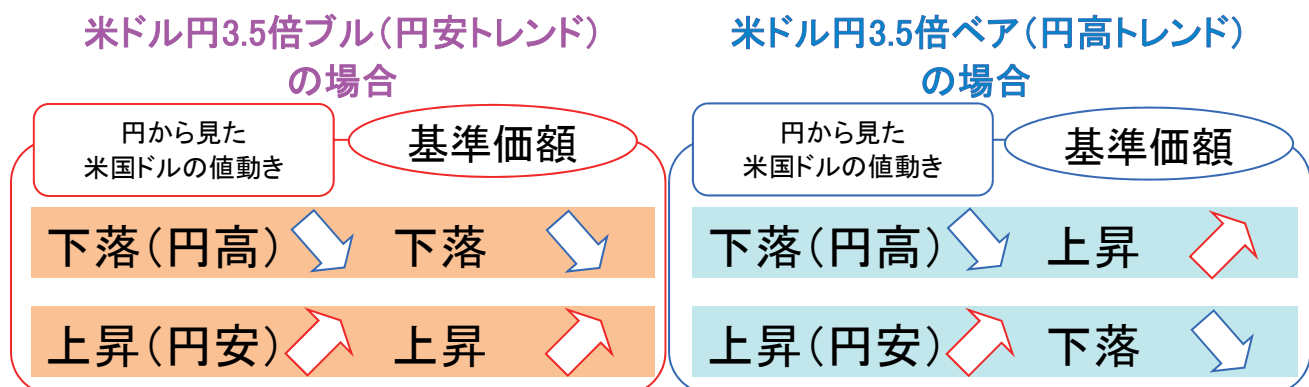 米ドル円3.5倍ブル(円安トレンド)
の場合
円から見た
米国ドルの値動き
基準価額
下落(円高) 下落
上昇(円安) 上昇
米ドル円3.5倍ベア(円高トレンド)
の場合
円から見た
米国ドルの値動き
基準価額
下落(円高) 上昇
上昇(円安) 下落